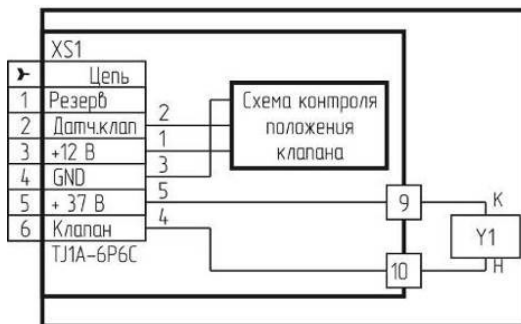 XS1
Цепь
1 Резерв
2 Датч.клап
3 +12 В
4 GND
5 + 37 В
6 Клапан
TJ1A-6P6C
2
1
3
5
4
Схема контроля
положения
клапана
9
10
К
Y1
Н